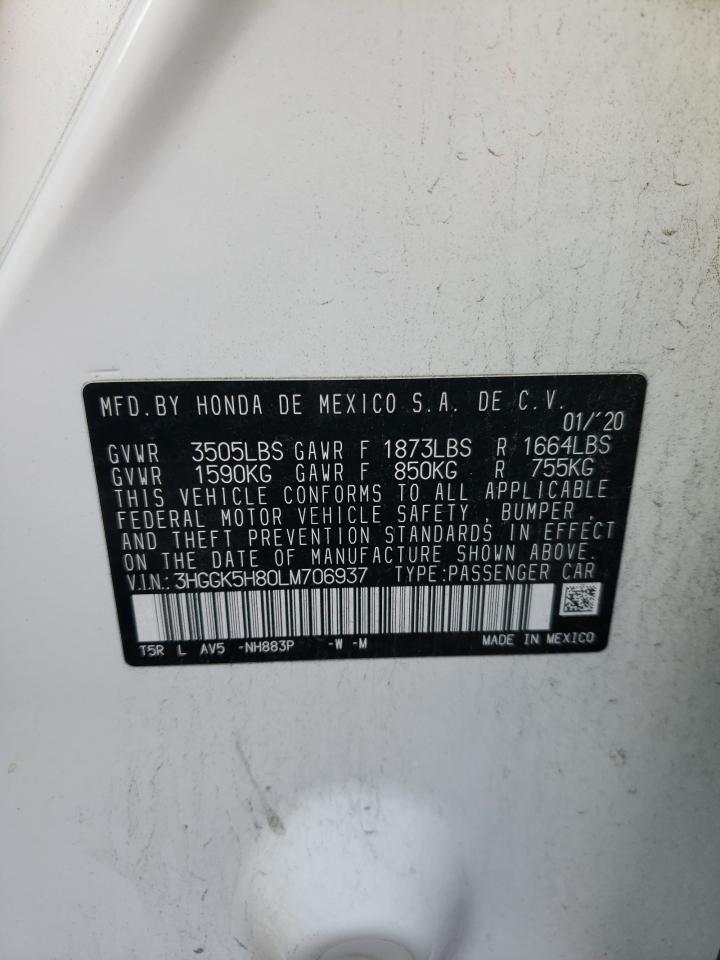 MFD.BY HONDA DE MEXICO S.A. DE C.V.
01/'20
GVWR 3505LBS GAWR F 1873LBS R 1664LBS
GVWR 1590KG GAWR F 850KG R 755KG
THIS VEHICLE CONFORMS TO ALL APPLICABLE
FEDERAL MOTOR VEHICLE SAFETY , BUMPER ,
AND THEFT PREVENTION STANDARDS IN EFFECT
ON THE DATE OF MANUFACTURE SHOWN ABOVE.
V.I.N.:3HGGK5H80LM706937 TYPE:PASSENGER CAR
T5R L AV5 -NH883P -W -M MADE IN MEXICO